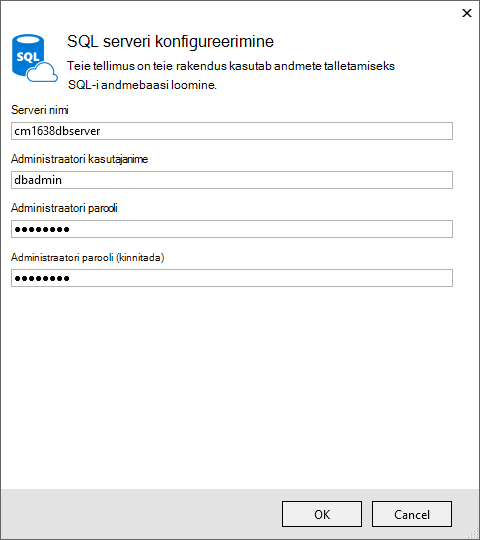 SQL
SQL serveri konfigureerimine
Teie tellimus on teie rakendus kasutab andmete talletamiseks
SQL-i andmebaasi loomine.
Serveri nimi
cm1638dbserver
Administraatori kasutajanime
dbadmin
Administraatori parooli
●●●●●●●●
Administraatori parooli (kinnitada)
●●●●●●●●
OK
Cancel